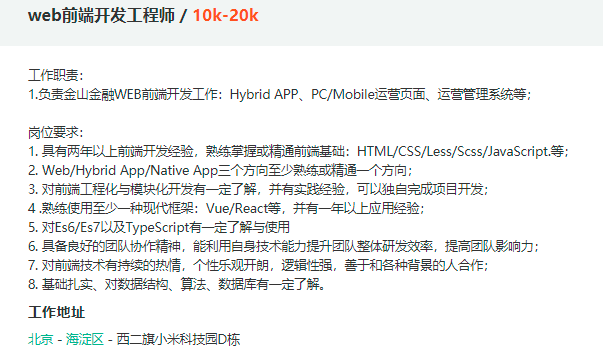 web前端开发工程师 / 10k-20k
工作职责：
1.负责金山金融WEB前端开发工作：Hybrid APP、PC/Mobile运营页面、运营管理系统等；
岗位要求：
1. 具有两年以上前端开发经验，熟练掌握或精通前端基础：HTML/CSS/Less/Scss/JavaScript.等；
2. Web/Hybrid App/Native App三个方向至少熟练或精通一个方向；
3. 对前端工程化与模块化开发有一定了解，并有实践经验，可以独自完成项目开发；
4 .熟练使用至少一种现代框架：Vue/React等，并有一年以上应用经验；
5. 对Es6/Es7以及TypeScript有一定了解与使用
6. 具备良好的团队协作精神，能利用自身技术能力提升团队整体研发效率，提高团队影响力；
7. 对前端技术有持续的热情，个性乐观开朗，逻辑性强，善于和各种背景的人合作；
8. 基础扎实、对数据结构、算法、数据库有一定了解。
工作地址
北京 - 海淀区 - 西二旗小米科技园D栋